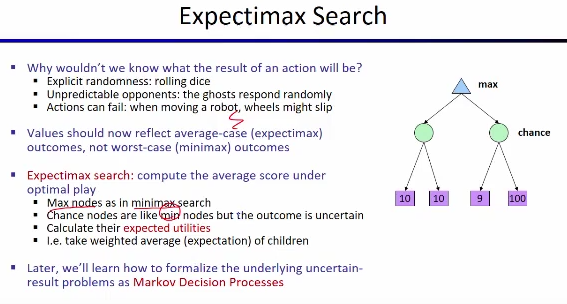 Expectimax Search
Why wouldn't we know what the result of an action will be?
Explicit randomness: rolling dice
Unpredictable opponents: the ghosts respond randomly
Actions can fail: when moving a robot, wheels might slip
Values should now reflect average-case (expectimax)
outcomes, not worst-case (minimax) outcomes
Expectimax search: compute the average score under
optimal play
Max nodes as in minimax search
Chance nodes are like min nodes but the outcome is uncertain
Calculate their expected utilities
I.e. take weighted average (expectation) of children
Later, we'll learn how to formalize the underlying uncertain-
result problems as Markov Decision Processes
max
chance
10 10 9 100